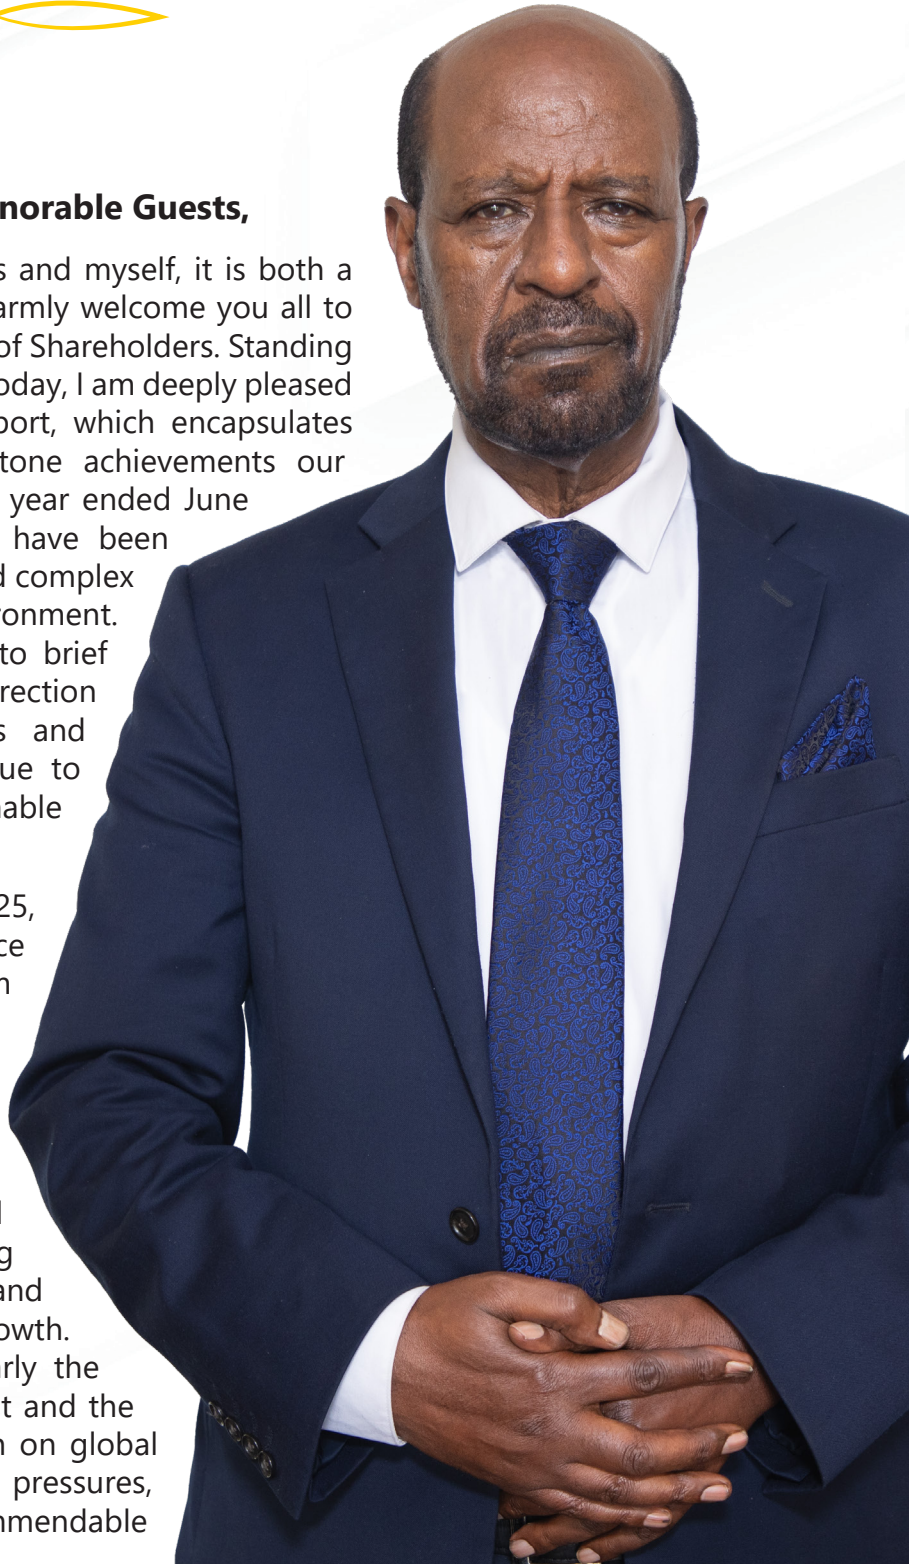 norable Guests,
s and myself, it is both a
armly welcome you all to
of Shareholders. Standing
oday, I am deeply pleased
port, which encapsulates
tone achievements our
year ended June
have been
d complex
ronment.
to brief
rection
s and
ue to
nable
25,
ce
n
l
g
and
owth.
rly the
t and the
n on global
pressures,
mmendable